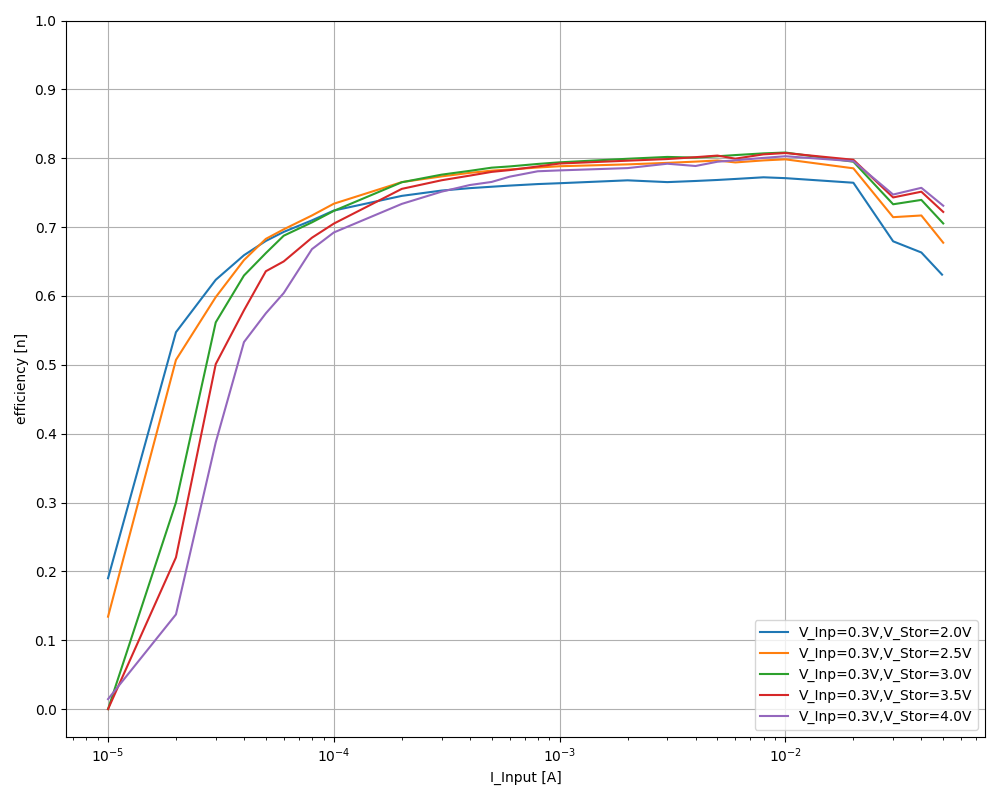 1.0
0.9
0.8
0.7
0.6
0.5
0.4
0.3
0.2
0.1
0.0
efficiency [n]
10⁻⁵ 10⁻⁴ 10⁻³ 10⁻²
I_Input [A]
V_Inp=0.3V,V_Stor=2.0V
V_Inp=0.3V,V_Stor=2.5V
V_Inp=0.3V,V_Stor=3.0V
V_Inp=0.3V,V_Stor=3.5V
V_Inp=0.3V,V_Stor=4.0V